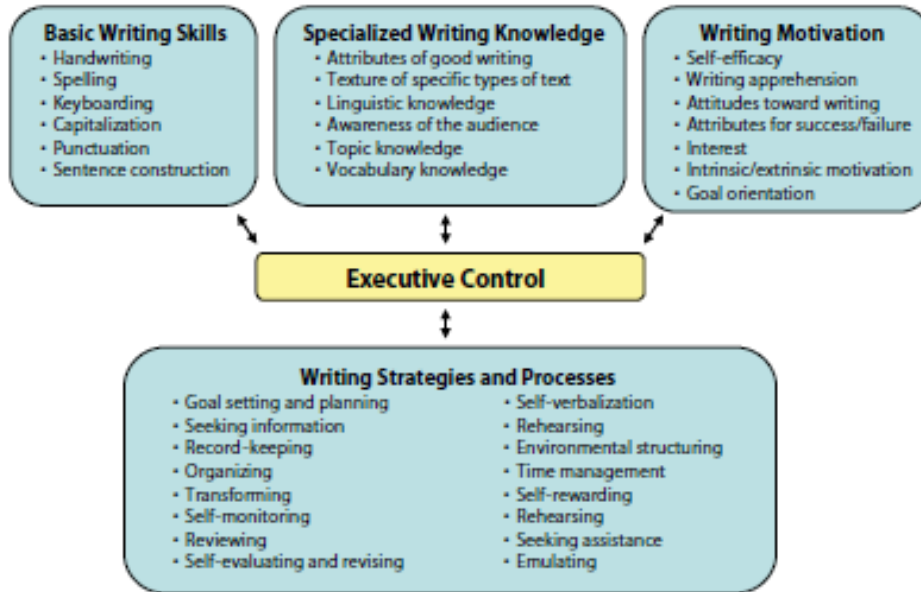 Basic Writing Skills
• Handwriting
• Spelling
• Keyboarding
• Capitalization
• Punctuation
• Sentence construction
Specialized Writing Knowledge
• Attributes of good writing
• Texture of specific types of text
• Linguistic knowledge
• Awareness of the audience
• Topic knowledge
• Vocabulary knowledge
Writing Motivation
• Self-efficacy
• Writing apprehension
• Attitudes toward writing
• Attributes for success/failure
• Interest
• Intrinsic/extrinsic motivation
• Goal orientation
Executive Control
Writing Strategies and Processes
• Goal setting and planning
• Seeking information
• Record-keeping
• Organizing
• Transforming
• Self-monitoring
• Reviewing
• Self-evaluating and revising
• Self-verbalization
• Rehearsing
• Environmental structuring
• Time management
• Self-rewarding
• Rehearsing
• Seeking assistance
• Emulating